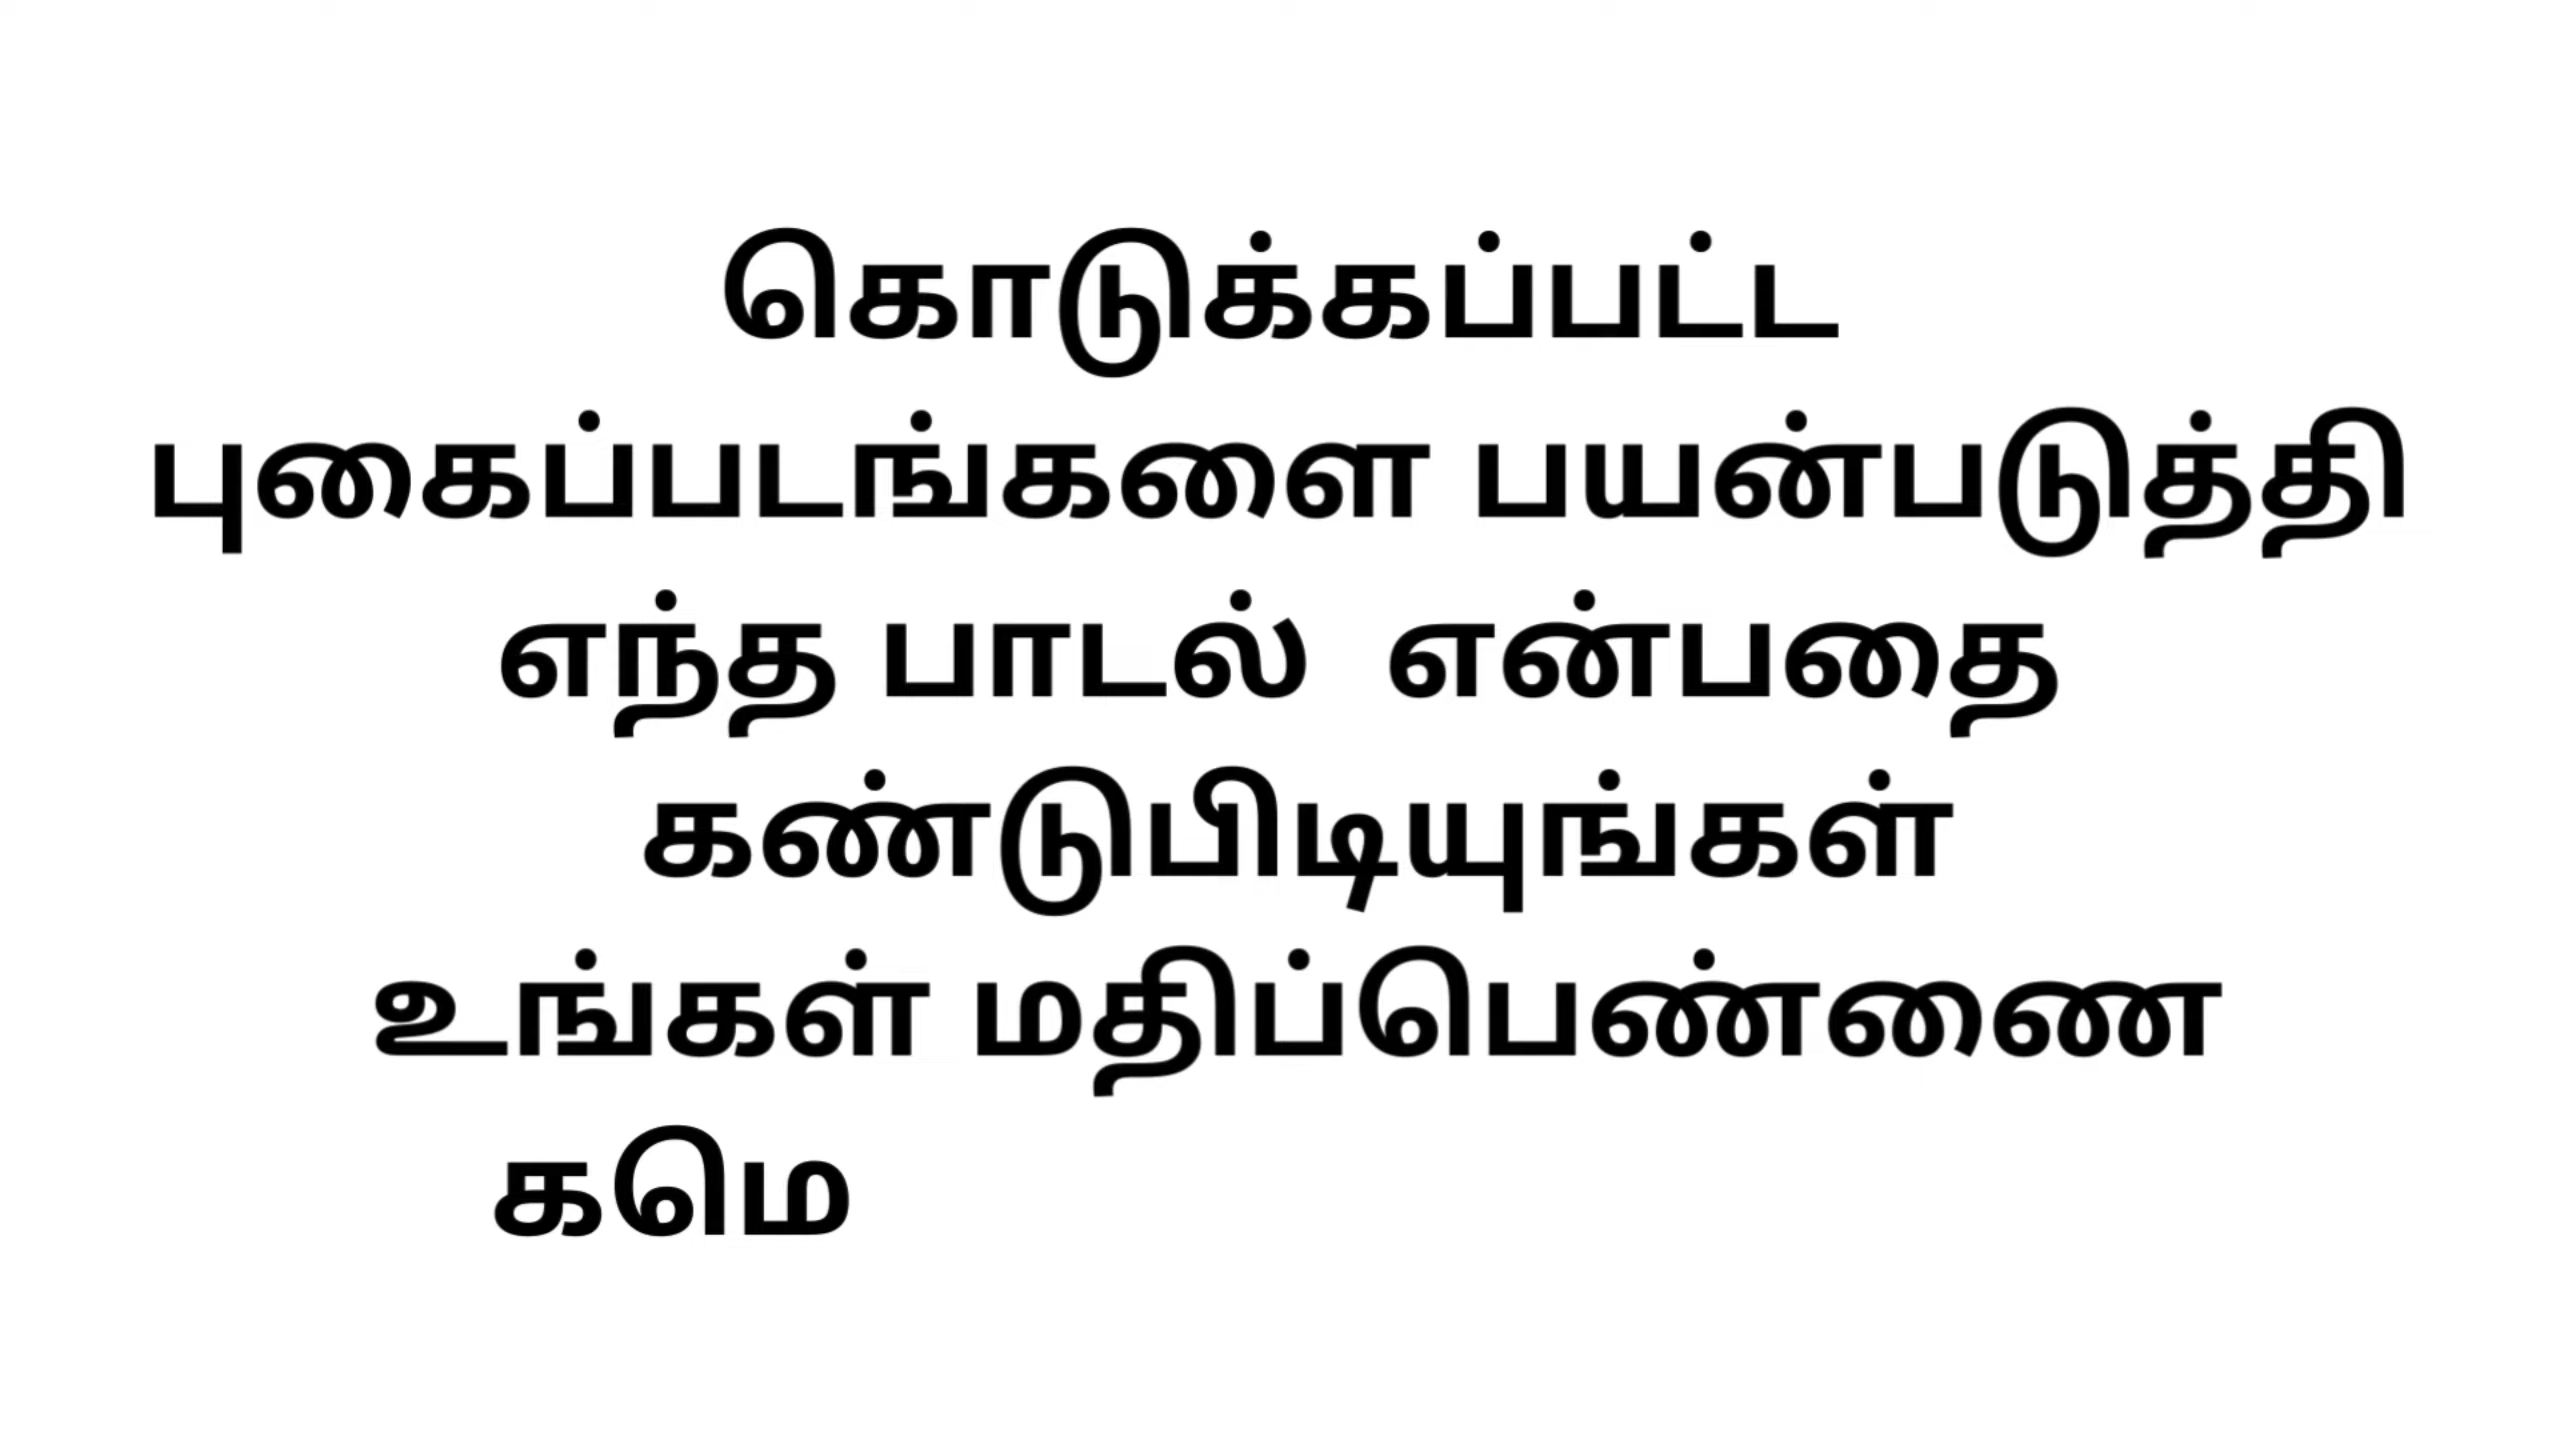 கொடுக்கப்பட்ட
புகைப்படங்களை பயன்படுத்தி
எந்த பாடல்  என்பதை
கண்டுபிடியுங்கள்
உங்கள் மதிப்பெண்ணை
கமெ